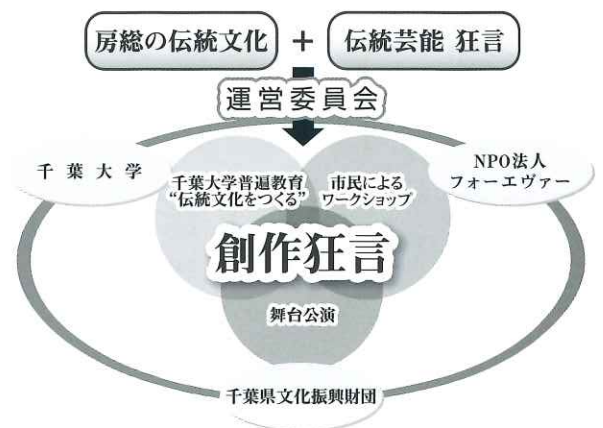 房総の伝統文化 + 伝統芸能 狂言
運営委員会
千葉大学
NPO法人
フォーエヴァー
千葉大学普遍教育
“伝統文化をつくる”
市民による
ワークショップ
創作狂言
舞台公演
千葉県文化振興財団